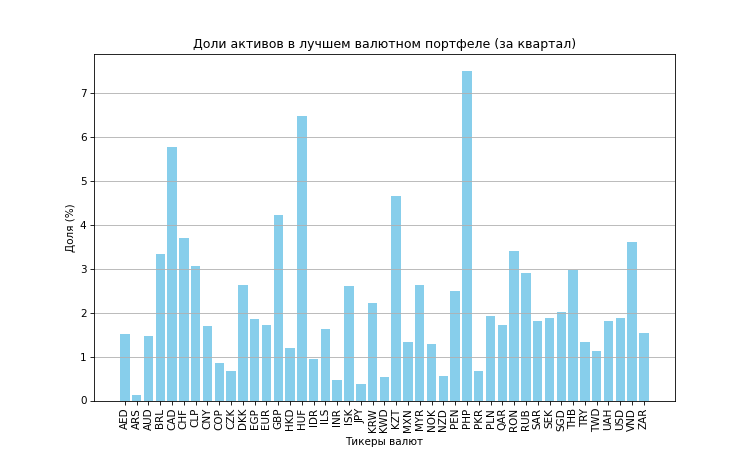 Доли активов в лучшем валютном портфеле (за квартал)
Доля (%)
7
6
5
4
3
2
1
0
AED ARS AUD BRL CAD CHF CLP CNY COP CZK DKK EGP EUR GBP HKD HUF IDR ILS INR ISK JPY KRW KWD KZT MXN MYR NOK NZD PEN PHP PKR PLN QAR RON RUB SAR SEK SGD THB TRY TWD UAH USD VND ZAR
Тикеры валют